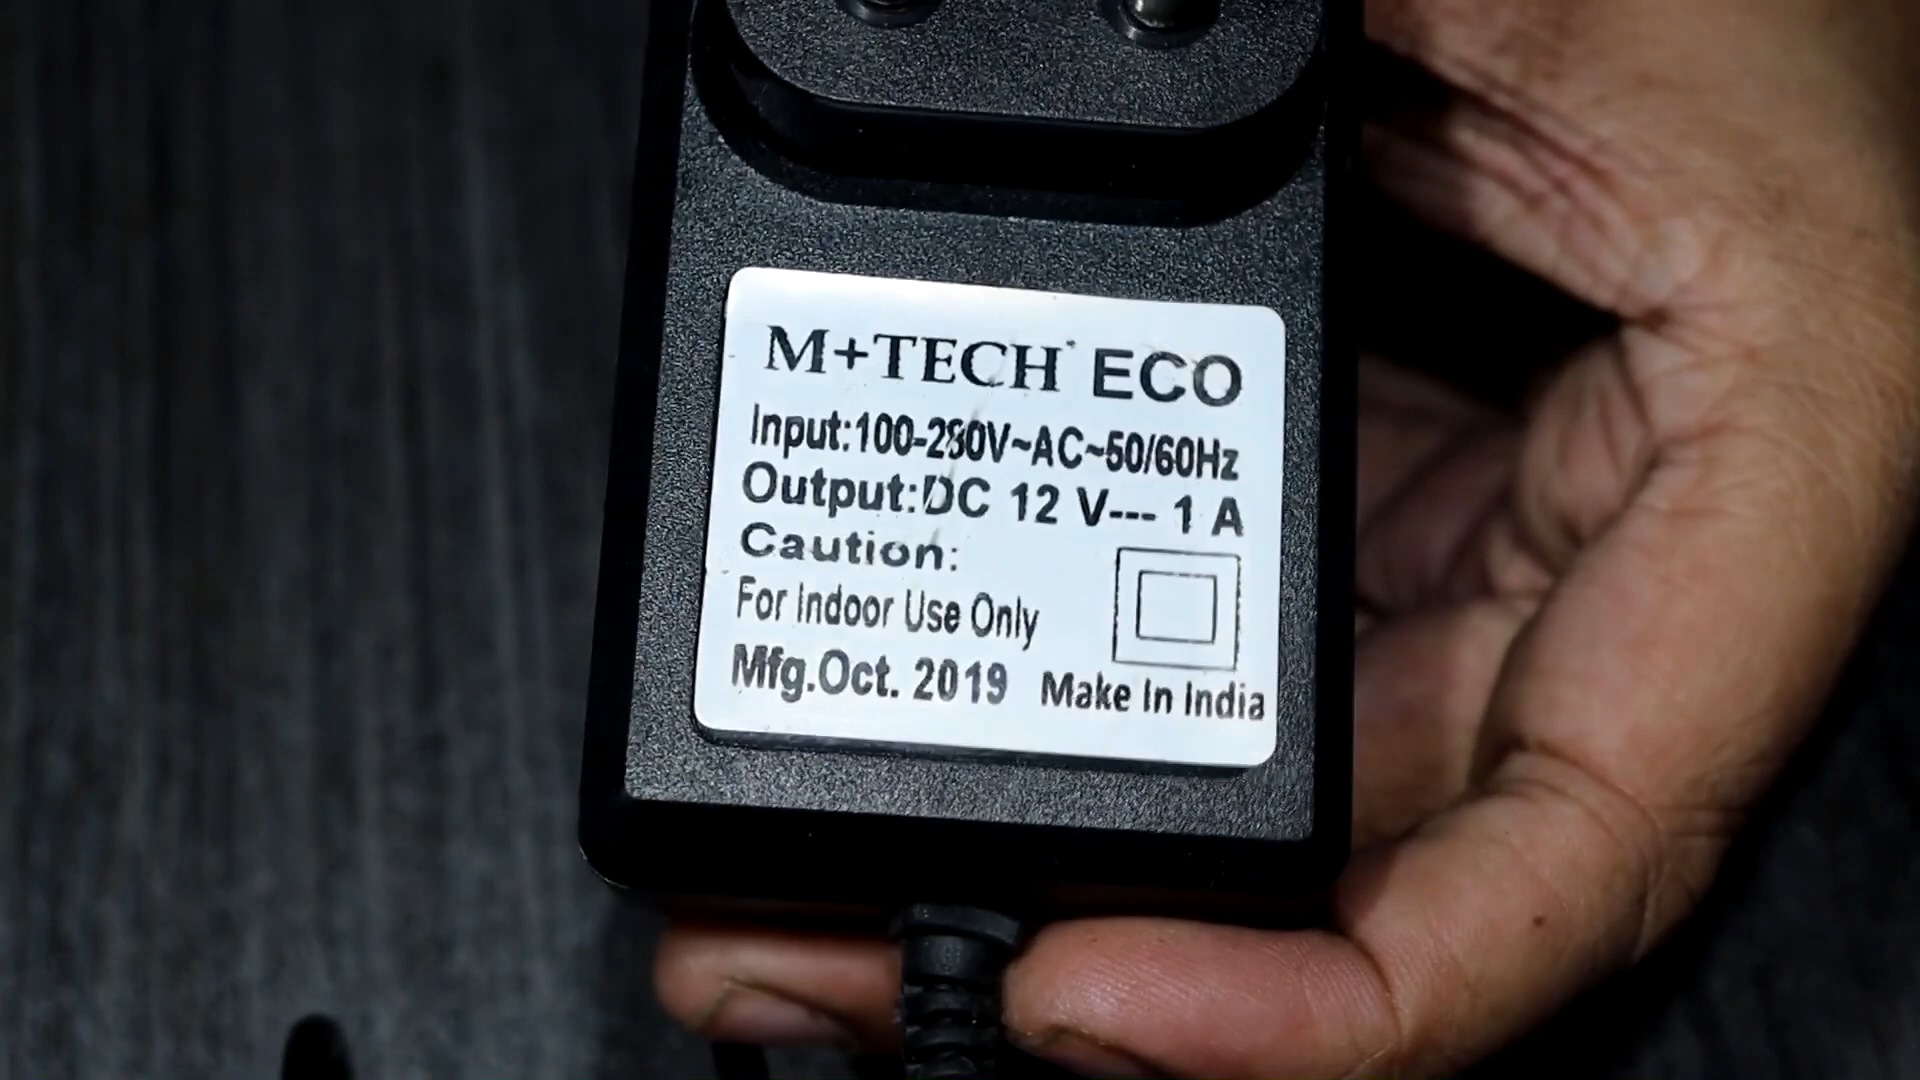 M+TECH ECO
Input:100-280V~AC~50/60Hz
Output:DC 12 V--- 1 A
Caution:
For Indoor Use Only
Mfg.Oct. 2019 Make In India